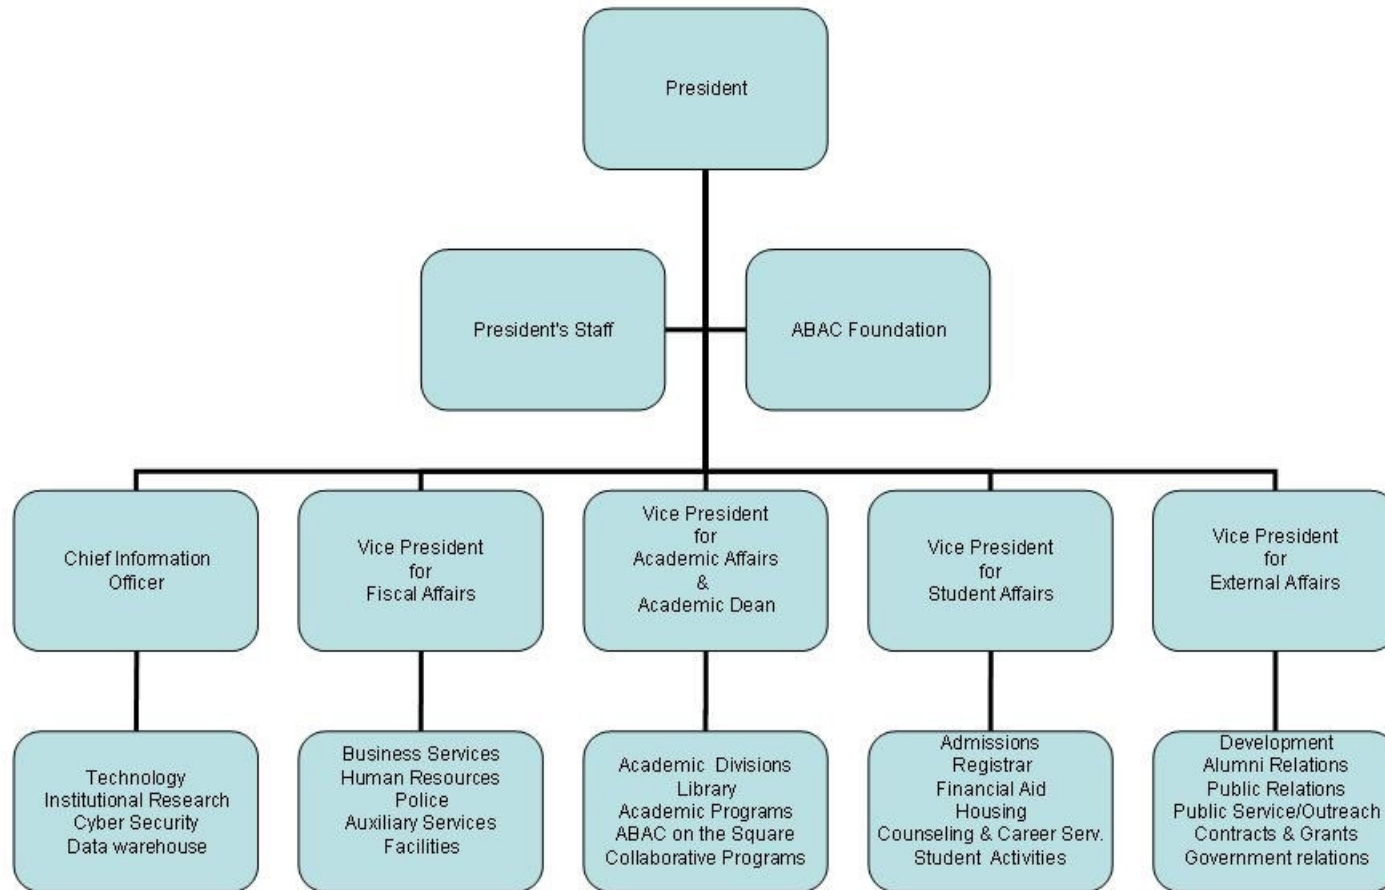 President
President's Staff
ABAC Foundation
Chief Information
Officer
Vice President
for
Fiscal Affairs
Vice President
for
Academic Affairs
&
Academic Dean
Vice President
for
Student Affairs
Vice President
for
External Affairs
Technology
Institutional Research
Cyber Security
Data warehouse
Business Services
Human Resources
Police
Auxiliary Services
Facilities
Academic Divisions
Library
Academic Programs
ABAC on the Square
Collaborative Programs
Admissions
Registrar
Financial Aid
Housing
Counseling & Career Serv.
Student Activities
Development
Alumni Relations
Public Relations
Public Service/Outreach
Contracts & Grants
Government relations